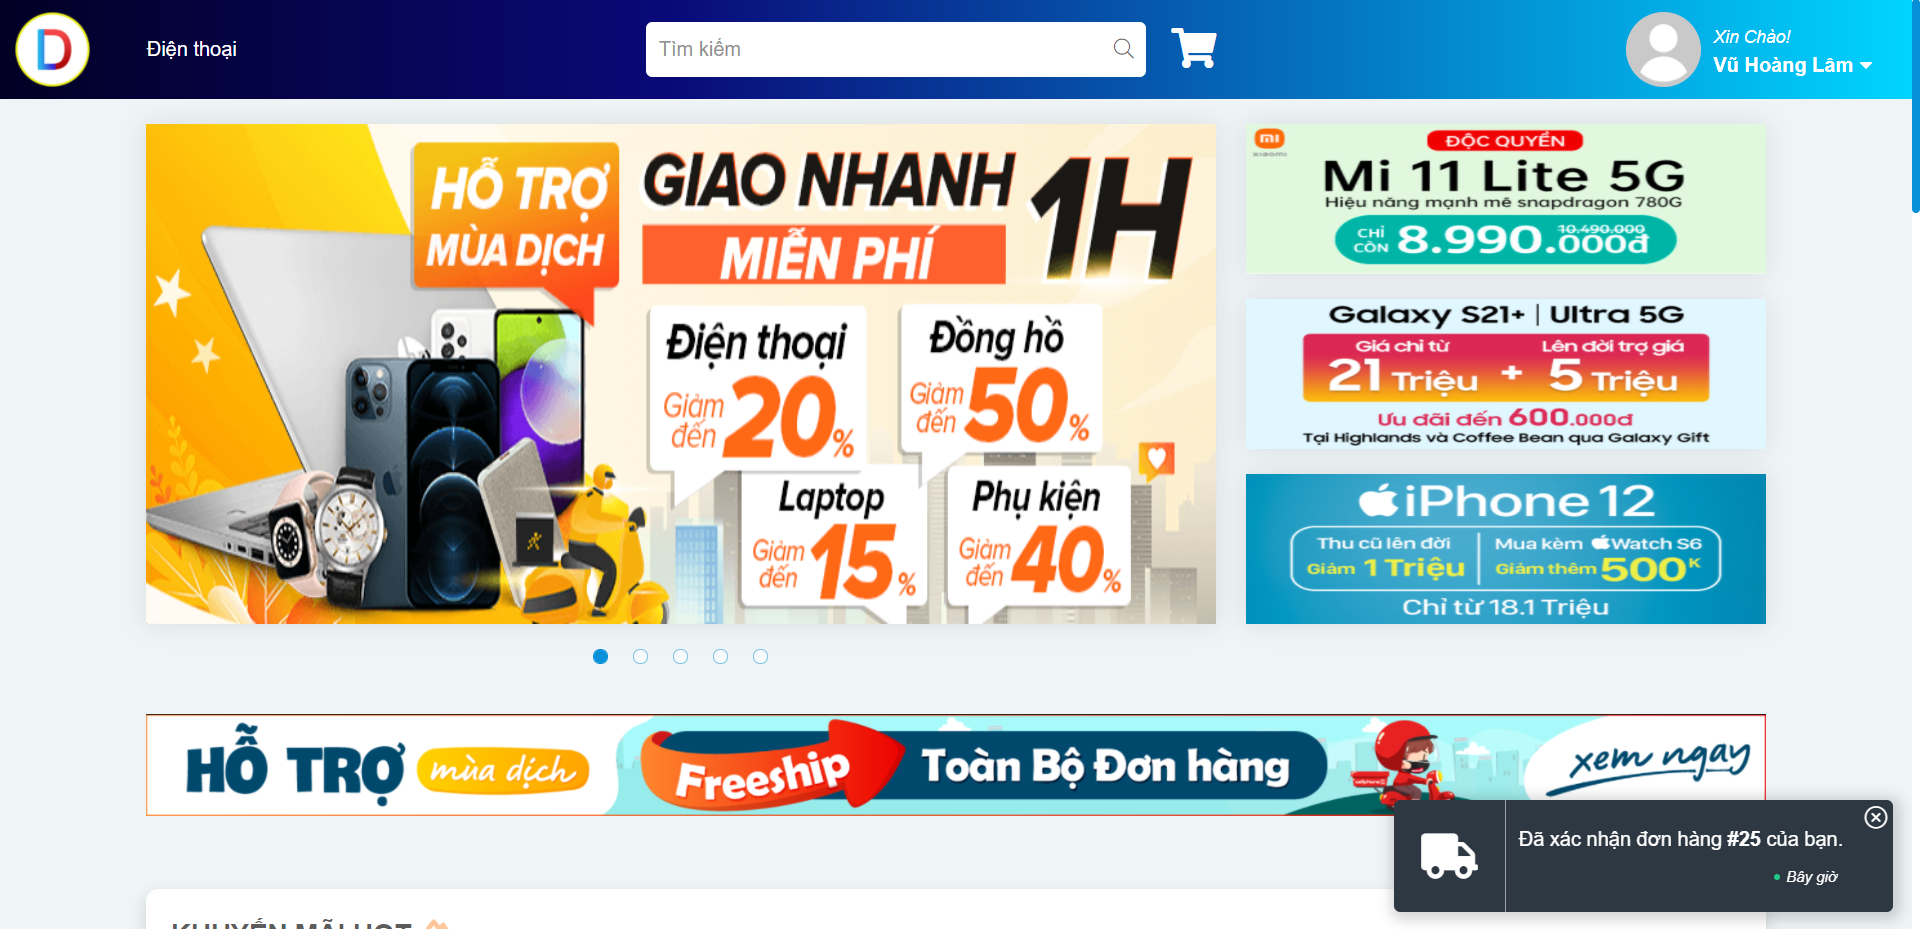 D
Điện thoại
Tìm kiếm
Xin Chào!
Vũ Hoàng Lâm
HỖ TRỢ
MÙA DỊCH
GIAO NHANH 1H
MIỄN PHÍ
Điện thoại
Giảm đến 20%
Đồng hồ
Giảm đến 50%
Laptop
Giảm đến 15%
Phụ kiện
Giảm đến 40%
mi
ĐỘC QUYỀN
Mi 11 Lite 5G
Hiệu năng mạnh mẽ snapdragon 780G
CHỈ CÒN 8.990.000đ
10.490.000
Galaxy S21+ | Ultra 5G
Giá chỉ từ
21 Triệu
+
Lên đời trợ giá
5 Triệu
Ưu đãi đến 600.000đ
Tại Highlands và Coffee Bean qua Galaxy Gift
iPhone 12
Thu cũ lên đời
Giảm 1 Triệu
Mua kèm Watch S6
Giảm thêm 500K
Chỉ từ 18.1 Triệu
HỖ TRỢ mùa dịch Freeship Toàn Bộ Đơn hàng xem ngay
Đã xác nhận đơn hàng #25 của bạn.
Bây giờ
KHUYẾN MÃI HOT